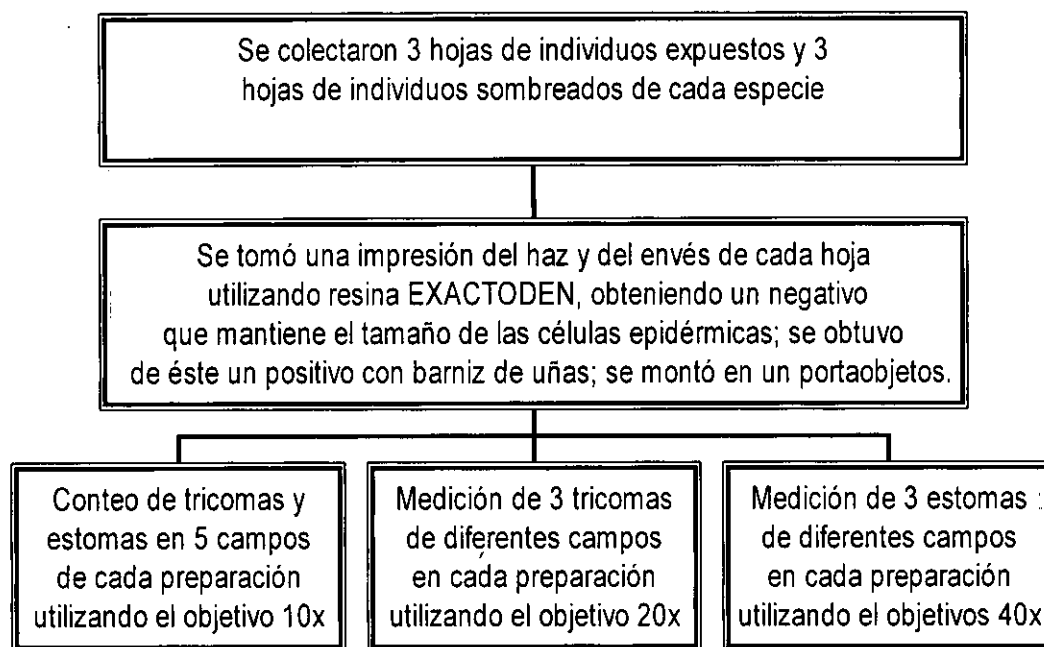 Se colectaron 3 hojas de individuos expuestos y 3
hojas de individuos sombreados de cada especie
Se tomó una impresión del haz y del envés de cada hoja
utilizando resina EXACTODEN, obteniendo un negativo
que mantiene el tamaño de las células epidérmicas; se obtuvo
de éste un positivo con barniz de uñas; se montó en un portaobjetos.
Conteo de tricomas y
estomas en 5 campos
de cada preparación
utilizando el objetivo 10x
Medición de 3 tricomas
de diferentes campos
en cada preparación
utilizando el objetivo 20x
Medición de 3 estomas
de diferentes campos
en cada preparación
utilizando el objetivos 40x